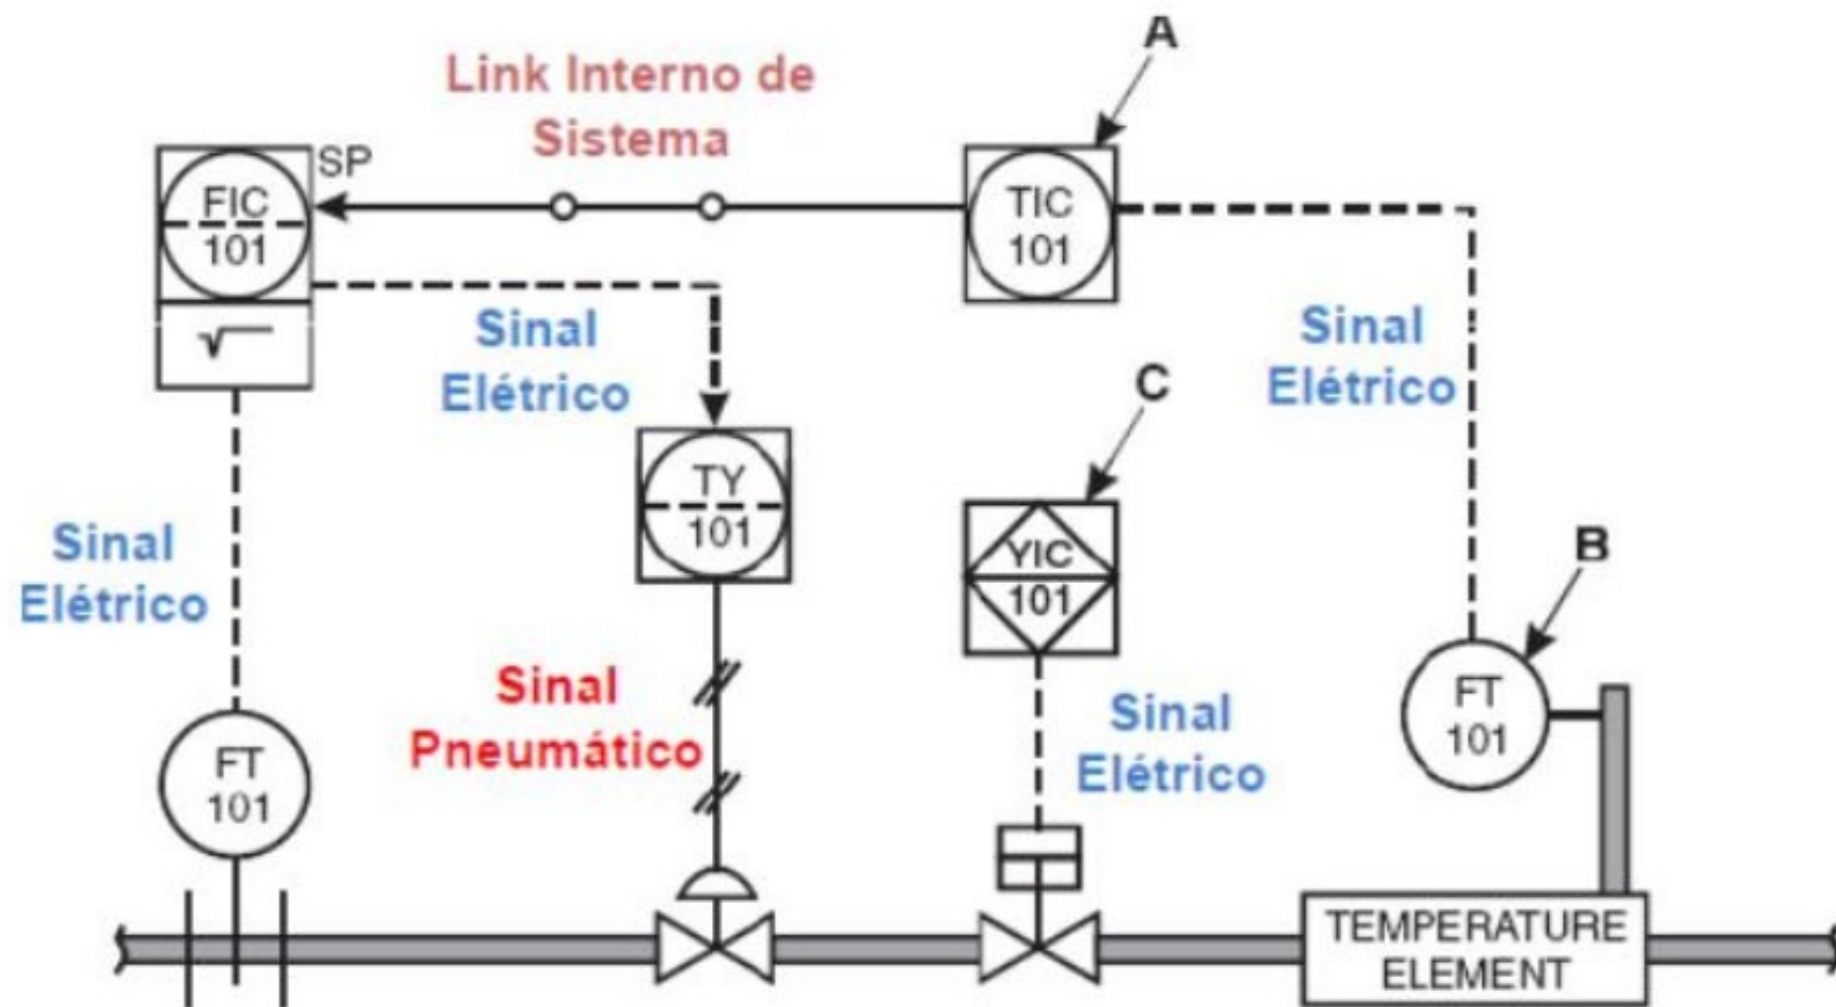 A
Link Interno de
Sistema
FIC
101
SP
√
TIC
101
Sinal
Elétrico
Sinal
Elétrico
C
TY
101
YIC
101
B
Sinal
Elétrico
Sinal
Pneumático
Sinal
Elétrico
FT
101
FT
101
TEMPERATURE
ELEMENT